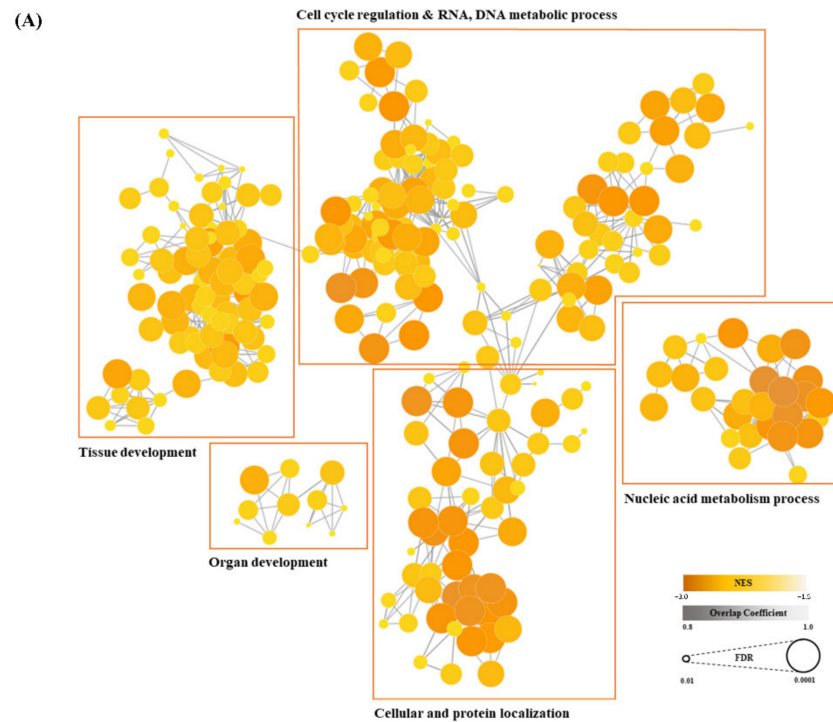 (A)
Cell cycle regulation & RNA, DNA metabolic process
Tissue development
Organ development
Nucleic acid metabolism process
Cellular and protein localization
NES
-3.0 -1.5
Overlap Coefficient
0.8 1.0
FDR
0.01 0.0001